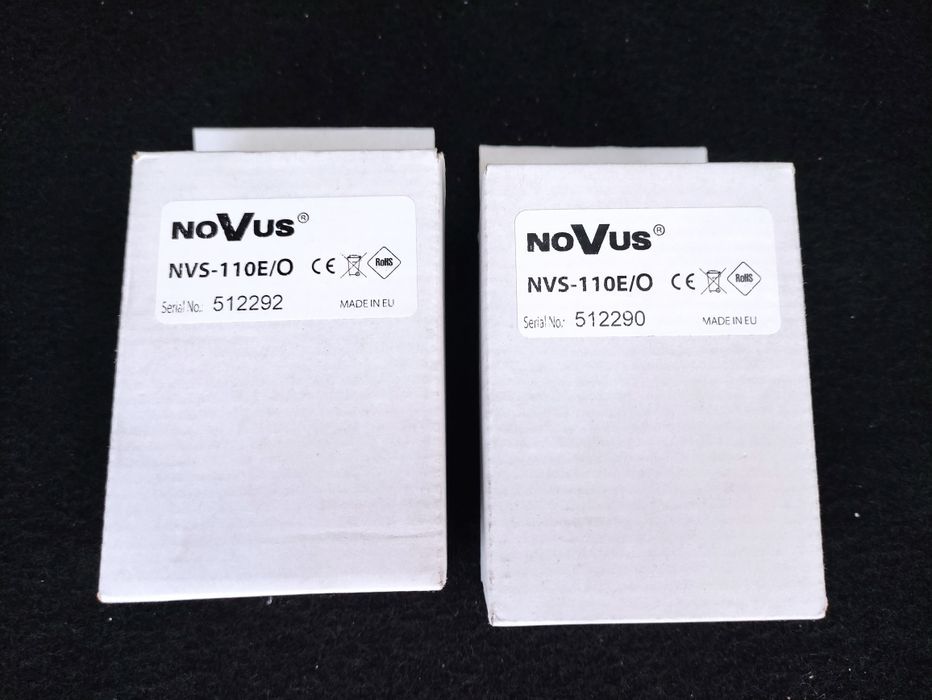 NOVUS®
NVS-110E/O CE RoHS
Serial No.: 512292 MADE IN EU
NOVUS®
NVS-110E/O CE RoHS
Serial No.: 512290 MADE IN EU